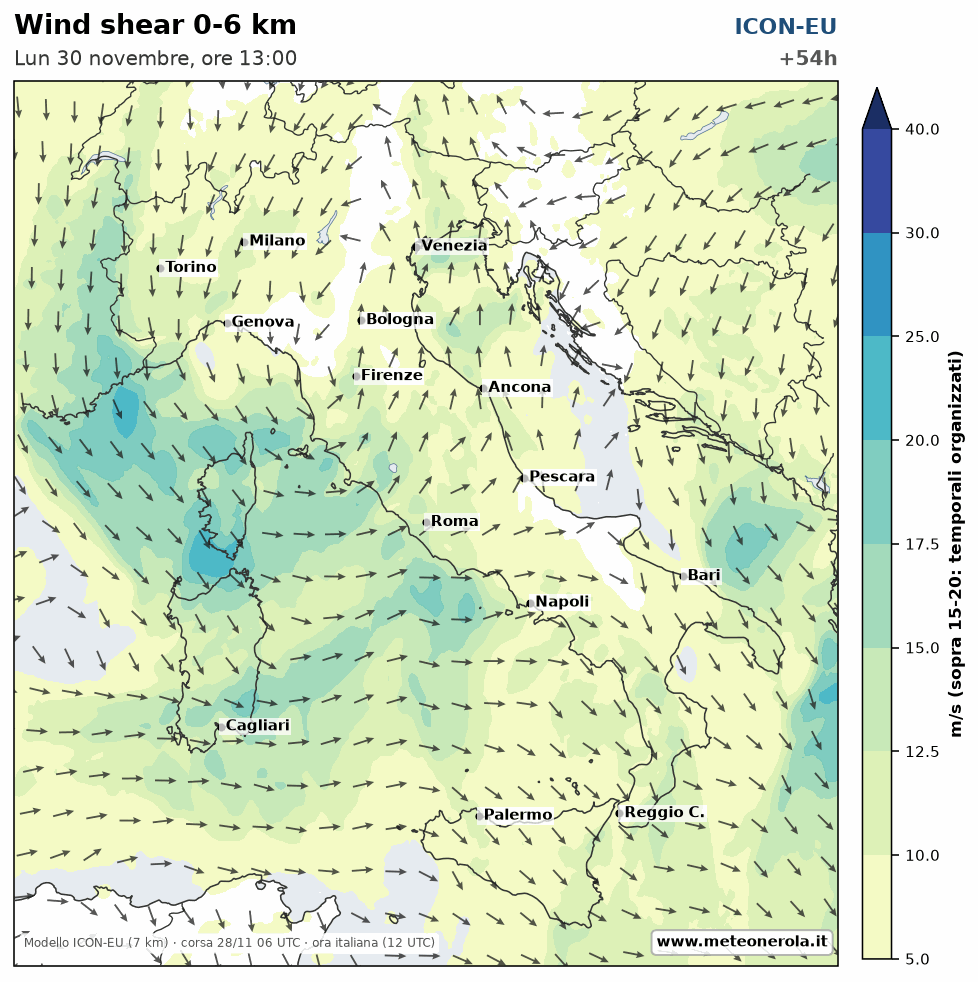 Wind shear 0-6 km
ICON-EU
Lun 30 novembre, ore 13:00
+54h
Milano
Venezia
Torino
Genova
Bologna
Firenze
Ancona
Pescara
Roma
Bari
Napoli
Cagliari
Palermo
Reggio C.
Modello ICON-EU (7 km) · corsa 28/11 06 UTC · ora italiana (12 UTC)
www.meteonerola.it
40.0
30.0
25.0
20.0
17.5
15.0
12.5
10.0
5.0
m/s (sopra 15-20: temporali organizzati)